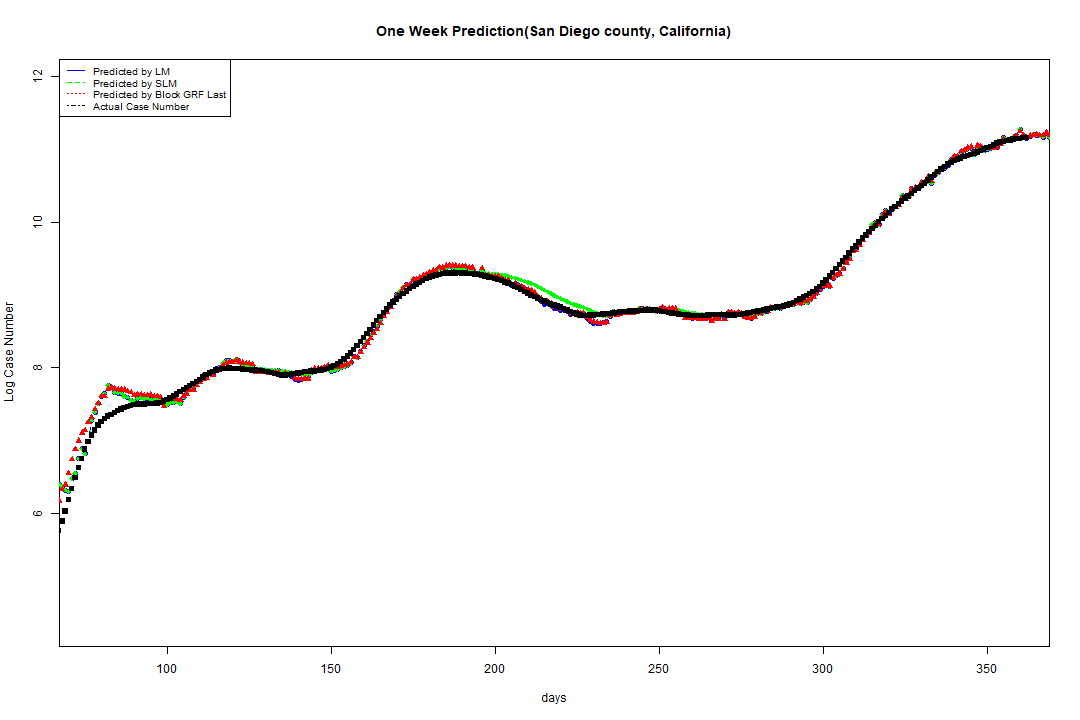 One Week Prediction(San Diego county, California)
Predicted by LM
Predicted by SLM
Predicted by Block GRF Last
Actual Case Number
12
10
8
6
Log Case Number
100 150 200 250 300 350
days